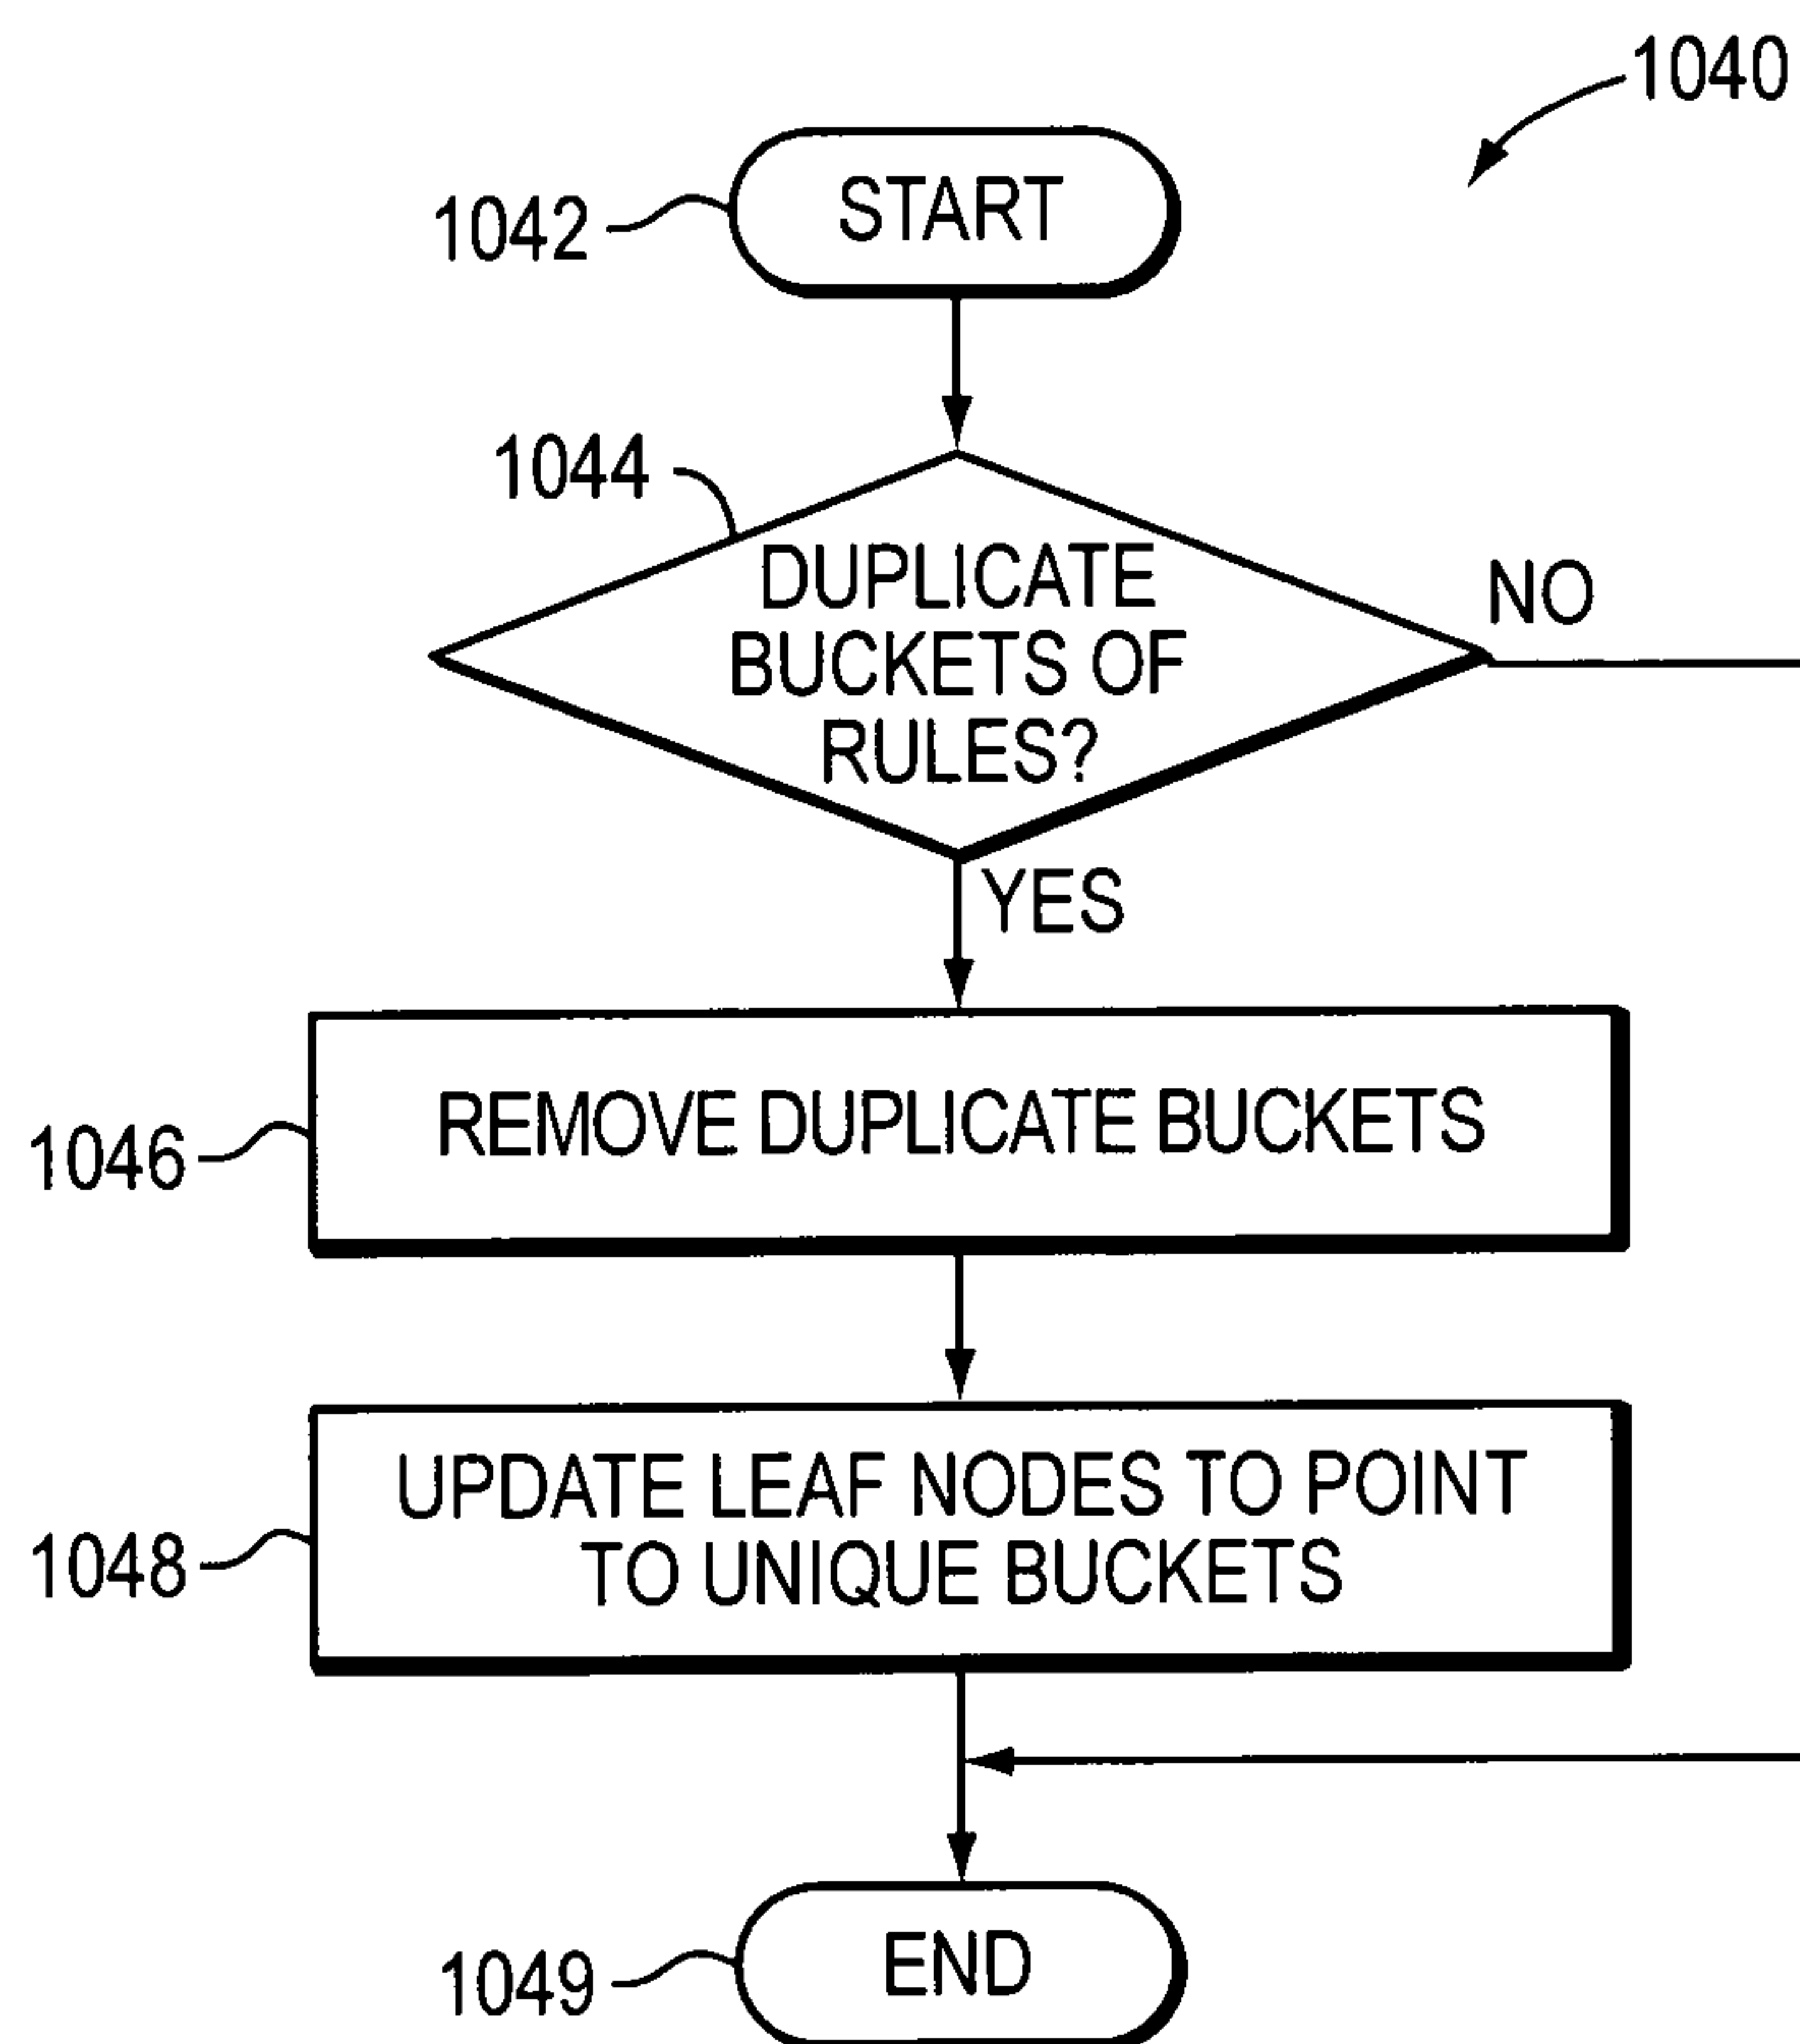 1040
START
1042
1044
DUPLICATE
BUCKETS OF
RULES?
NO
YES
REMOVE DUPLICATE BUCKETS
1046
UPDATE LEAF NODES TO POINT
TO UNIQUE BUCKETS
1048
END
1049